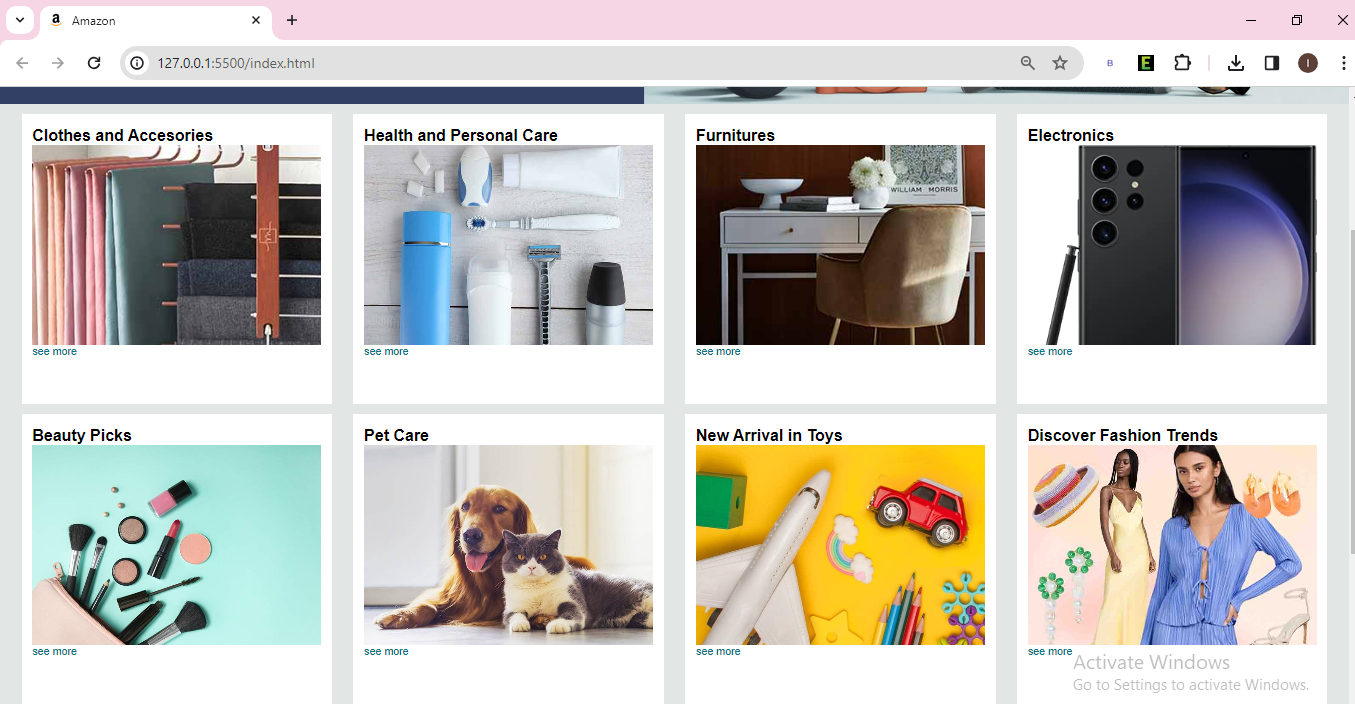 Amazon
127.0.0.1:5500/index.html
B
E
I
Clothes and Accesories
Health and Personal Care
Furnitures
Electronics
WILLIAM MORRIS
see more
see more
see more
see more
Beauty Picks
Pet Care
New Arrival in Toys
Discover Fashion Trends
see more
see more
see more
see more
Activate Windows
Go to Settings to activate Windows.